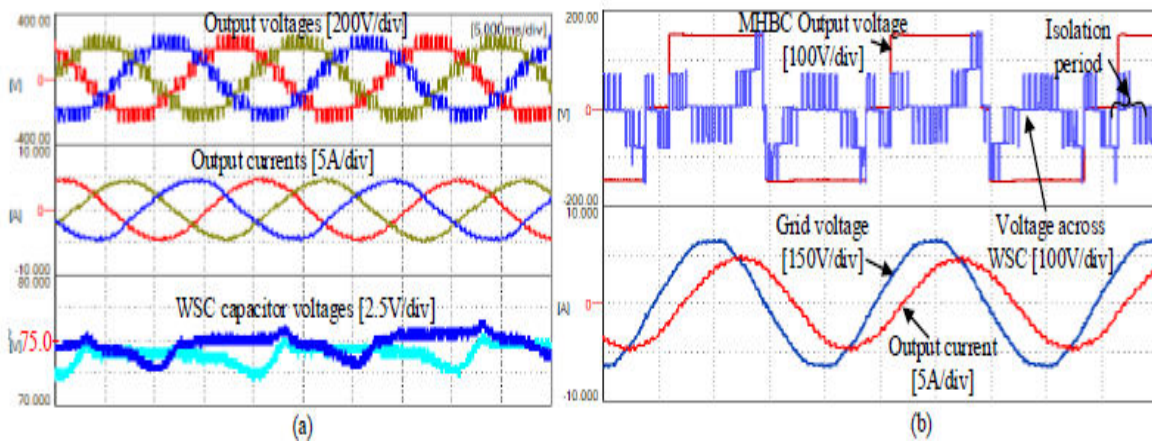 400.00
Output voltages [200V/div]
[5.000ms/div]
[V]
0
400.00
10.000
Output currents [5A/div]
[A]
0
-10.000
80.000
WSC capacitor voltages [2.5V/div]
75.0
[V]
70.000
(a)
200.00
MHBC Output voltage
[100V/div]
Isolation
period
[V]
0
-200.00
10.000
Grid voltage
[150V/div]
Voltage across
WSC [100V/div]
[A]
0
Output current
[5A/div]
-10.000
(b)